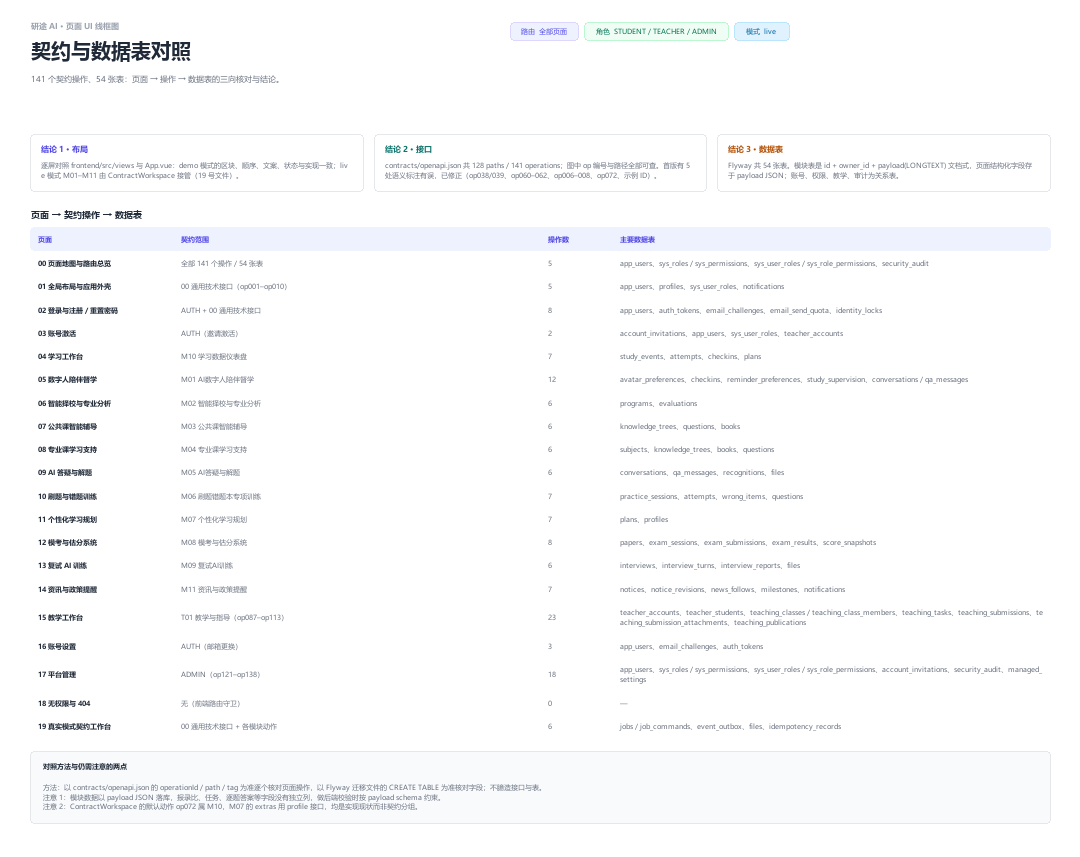 研途 AI • 页面 UI 线框图
契约与数据表对照
141 个契约操作、54 张表：页面 → 操作 → 数据表的三向核对与结论。
路由 全部页面
角色 STUDENT / TEACHER / ADMIN
模式 live
结论 1 • 布局
逐屏对照 frontend/src/views 与 App.vue：demo 模式的区块、顺序、文案、状态与实现一致；liv
e 模式 M01–M11 由 ContractWorkspace 接管（19 号文件）。
结论 2 • 接口
contracts/openapi.json 共 128 paths / 141 operations；图中 op 编号与路径全部可查。首版有 5
处语义标注有误，已修正（op038/039、op060–062、op006–008、op072、示例 ID）。
结论 3 • 数据表
Flyway 共 54 张表。模块表是 id + owner_id + payload(LONGTEXT) 文档式，页面结构化字段存
于 payload JSON；账号、权限、教学、审计为关系表。
页面 → 契约操作 → 数据表
页面 契约范围 操作数 主要数据表
00 页面地图与路由总览 全部 141 个操作 / 54 张表 5 app_users、sys_roles / sys_permissions、sys_user_roles / sys_role_permissions、security_audit
01 全局布局与应用外壳 00 通用技术接口（op001–op010） 5 app_users、profiles、sys_user_roles、notifications
02 登录与注册 / 重置密码 AUTH + 00 通用技术接口 8 app_users、auth_tokens、email_challenges、email_send_quota、identity_locks
03 账号激活 AUTH（邀请激活） 2 account_invitations、app_users、sys_user_roles、teacher_accounts
04 学习工作台 M10 学习数据仪表盘 7 study_events、attempts、checkins、plans
05 数字人陪伴督学 M01 AI数字人陪伴督学 12 avatar_preferences、checkins、reminder_preferences、study_supervision、conversations / qa_messages
06 智能择校与专业分析 M02 智能择校与专业分析 6 programs、evaluations
07 公共课智能辅导 M03 公共课智能辅导 6 knowledge_trees、questions、books
08 专业课学习支持 M04 专业课学习支持 6 subjects、knowledge_trees、books、questions
09 AI 答疑与解题 M05 AI答疑与解题 6 conversations、qa_messages、recognitions、files
10 刷题与错题训练 M06 刷题错题本专项训练 7 practice_sessions、attempts、wrong_items、questions
11 个性化学习规划 M07 个性化学习规划 7 plans、profiles
12 模考与估分系统 M08 模考与估分系统 8 papers、exam_sessions、exam_submissions、exam_results、score_snapshots
13 复试 AI 训练 M09 复试AI训练 6 interviews、interview_turns、interview_reports、files
14 资讯与政策提醒 M11 资讯与政策提醒 7 notices、notice_revisions、news_follows、milestones、notifications
15 教学工作台 T01 教学与指导（op087–op113） 23 teacher_accounts、teacher_students、teaching_classes / teaching_class_members、teaching_tasks、teaching_submissions、te
aching_submission_attachments、teaching_publications
16 账号设置 AUTH（邮箱更换） 3 app_users、email_challenges、auth_tokens
17 平台管理 ADMIN（op121–op138） 18 app_users、sys_roles / sys_permissions、sys_user_roles / sys_role_permissions、account_invitations、security_audit、managed_
settings
18 无权限与 404 无（前端路由守卫） 0 —
19 真实模式契约工作台 00 通用技术接口 + 各模块动作 6 jobs / job_commands、event_outbox、files、idempotency_records
对照方法与仍需注意的两点
方法：以 contracts/openapi.json 的 operationId / path / tag 为准逐个核对页面操作，以 Flyway 迁移文件的 CREATE TABLE 为准核对字段；不臆造接口与表。
注意 1：模块数据以 payload JSON 落库，报录比、任务、逐题答案等字段没有独立列，做后端校验时按 payload schema 约束。
注意 2：ContractWorkspace 的默认动作 op072 属 M10，M07 的 extras 用 profile 接口，均是实现现状而非契约分组。